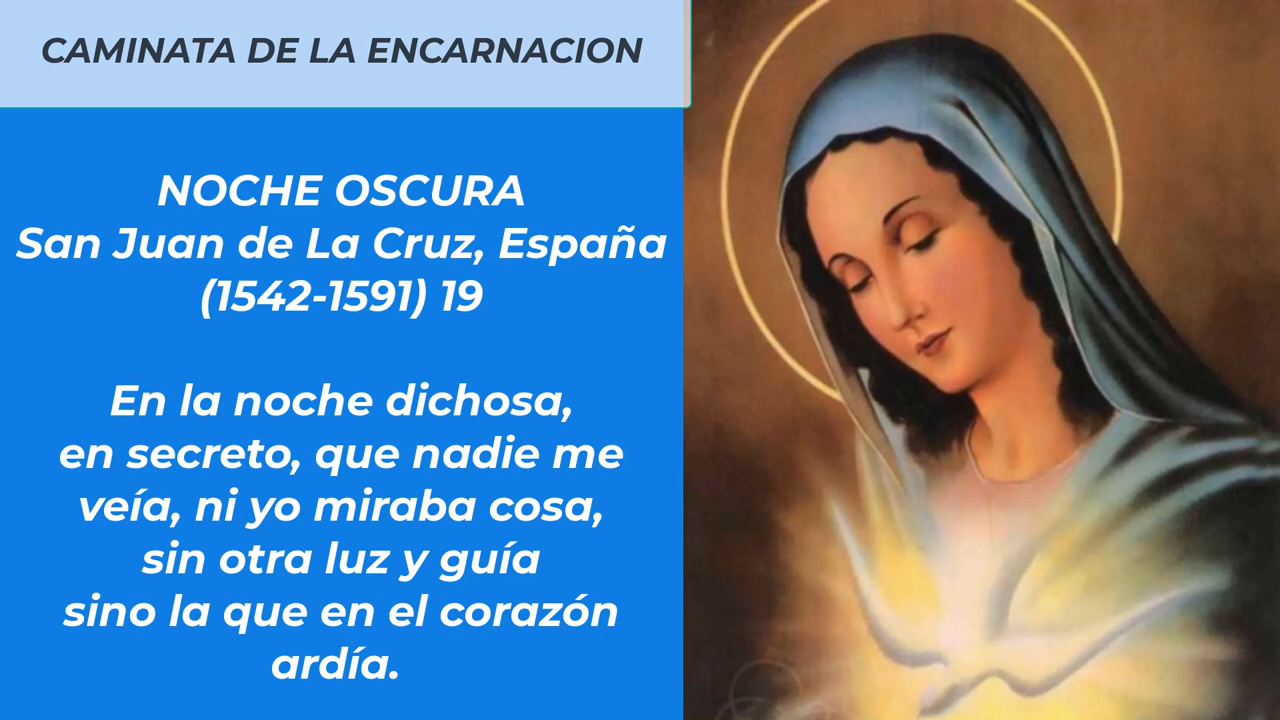 CAMINATA DE LA ENCARNACION
NOCHE OSCURA
San Juan de La Cruz, España
(1542-1591) 19
En la noche dichosa,
en secreto, que nadie me
veía, ni yo miraba cosa,
sin otra luz y guía
sino la que en el corazón
ardía.